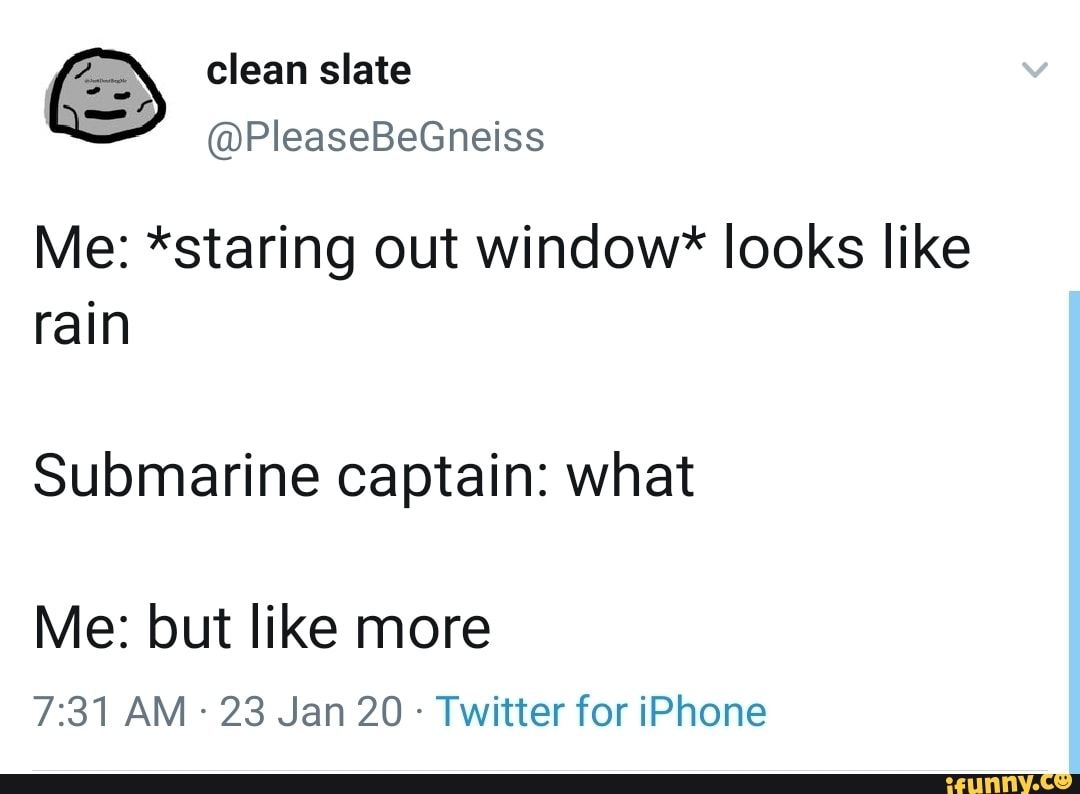 clean slate
@PleaseBeGneiss
Me: *staring out window* looks like
rain
Submarine captain: what
Me: but like more
7:31 AM · 23 Jan 20 · Twitter for iPhone
ifunny.co